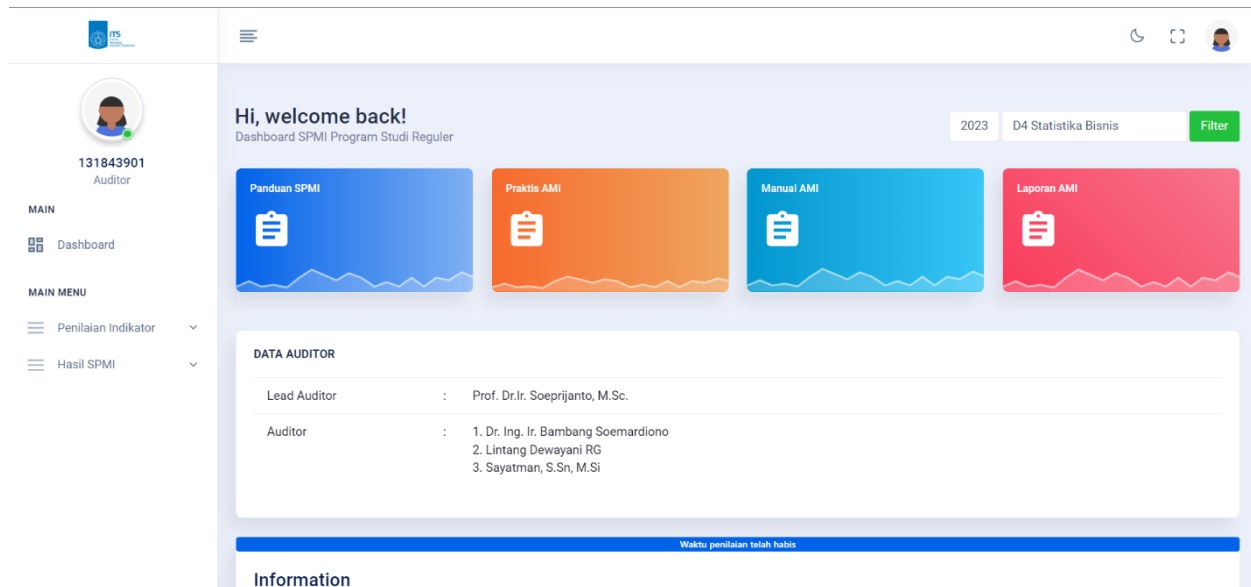 ITS
Hi, welcome back!
Dashboard SPMI Program Studi Reguler
2023
D4 Statistika Bisnis
Filter
131843901
Auditor
MAIN
Dashboard
MAIN MENU
Penilaian Indikator
Hasil SPMI
Panduan SPMI
Praktis AMI
Manual AMI
Laporan AMI
DATA AUDITOR
Lead Auditor : Prof. Dr.Ir. Soeprijanto, M.Sc.
Auditor : 1. Dr. Ing. Ir. Bambang Soemardiono
2. Lintang Dewayani RG
3. Sayatman, S.Sn, M.Si
Waktu penilaian telah habis
Information